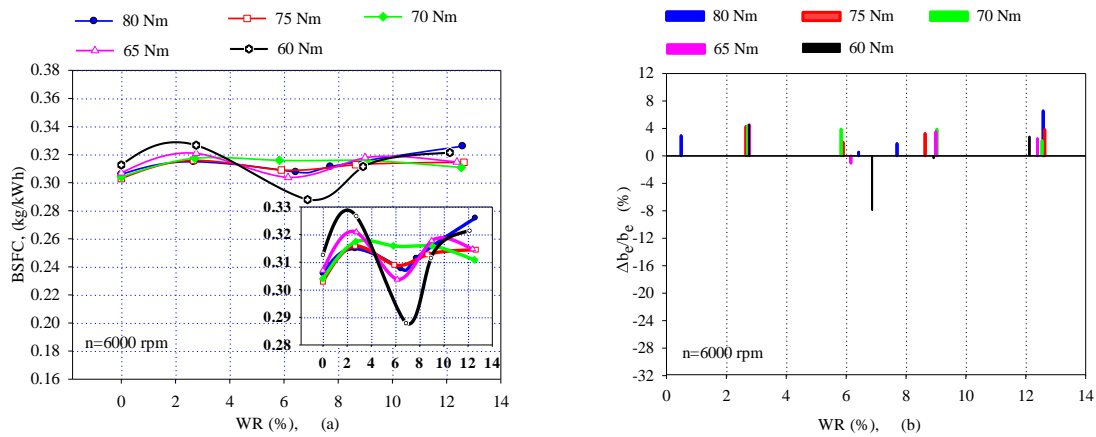 80 Nm 75 Nm 70 Nm
65 Nm 60 Nm
0.38
0.36
0.34
0.32
0.30
0.28
0.26
0.24
0.22
0.20
0.18
0.16
BSFC, (kg/kWh)
0.33
0.32
0.31
0.30
0.29
0.28
0 2 4 6 8 10 12 14
n=6000 rpm
0 2 4 6 8 10 12 14
WR (%), (a)
80 Nm 75 Nm 70 Nm
65 Nm 60 Nm
12
8
4
0
-4
-8
-12
-16
-20
-24
-28
-32
Δbe/be (%)
n=6000 rpm
0 2 4 6 8 10 12 14
WR (%), (b)